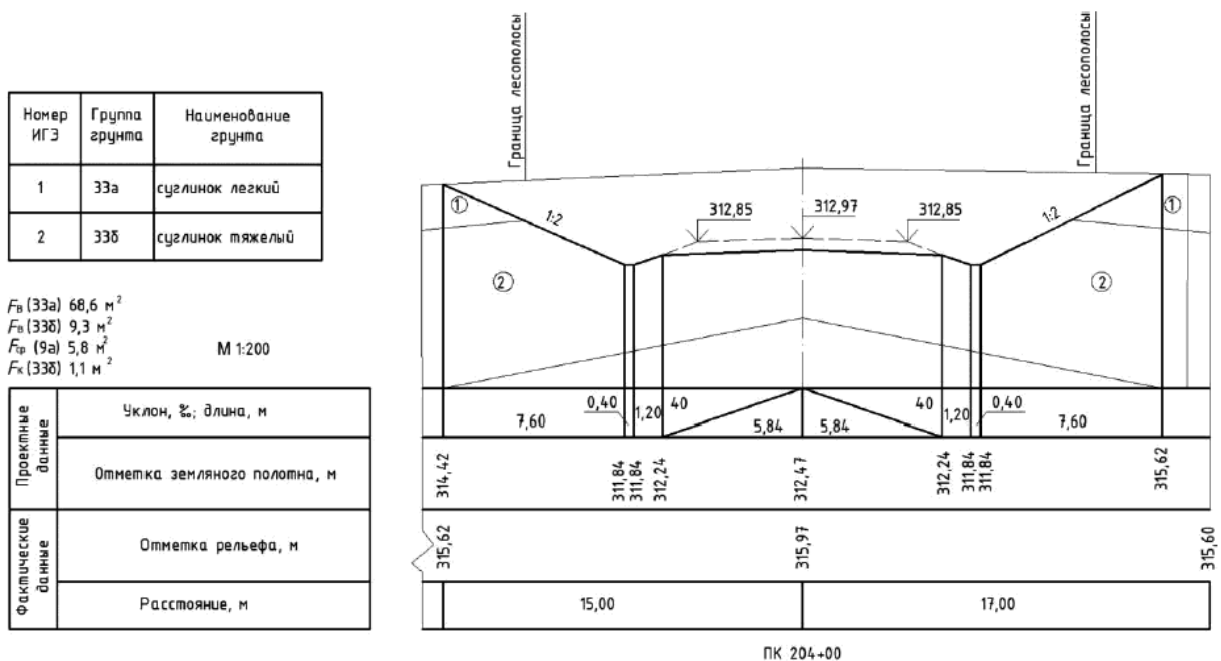 Граница лесополосы
Граница лесополосы
Номер ИГЭ
Группа грунта
Наименование грунта
1
33а
суглинок легкий
2
33б
суглинок тяжелый
1
1:2
312,85
312,97
312,85
1:2
1
2
2
Fв (33а) 68,6 м²
Fв (33б) 9,3 м²
Fср (9а) 5,8 м²
Fк (33б) 1,1 м²
М 1:200
Проектные данные
Уклон, ‰; длина, м
7,60
0,40
1,20
40
5,84
5,84
40
1,20
0,40
7,60
Отметка земляного полотна, м
314,42
311,84
311,84
312,24
312,47
312,24
311,84
311,84
315,62
Фактические данные
Отметка рельефа, м
315,62
315,97
315,60
Расстояние, м
15,00
17,00
ПК 204+00